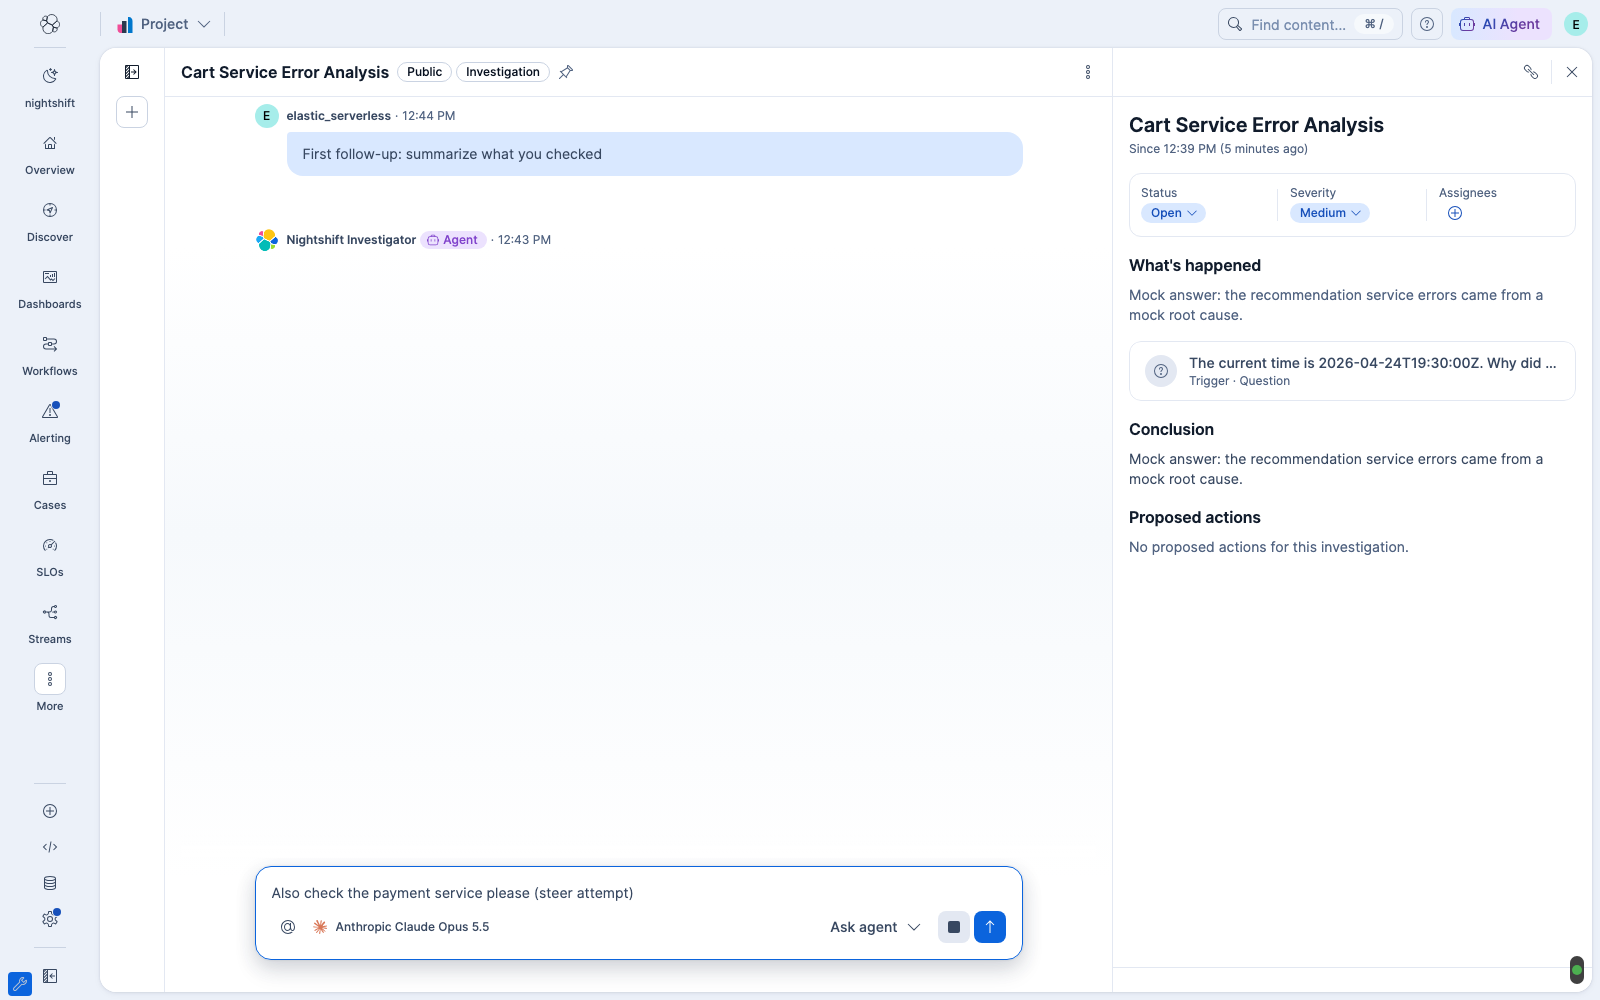 Project
Find content...
⌘ /
AI Agent
E
nightshift
Overview
Discover
Dashboards
Workflows
Alerting
Cases
SLOs
Streams
More
Cart Service Error Analysis
Public
Investigation
E
elastic_serverless · 12:44 PM
First follow-up: summarize what you checked
Nightshift Investigator
Agent
· 12:43 PM
Also check the payment service please (steer attempt)
@
Anthropic Claude Opus 5.5
Ask agent
Cart Service Error Analysis
Since 12:39 PM (5 minutes ago)
Status
Severity
Assignees
Open
Medium
What's happened
Mock answer: the recommendation service errors came from a
mock root cause.
The current time is 2026-04-24T19:30:00Z. Why did ...
Trigger · Question
Conclusion
Mock answer: the recommendation service errors came from a
mock root cause.
Proposed actions
No proposed actions for this investigation.